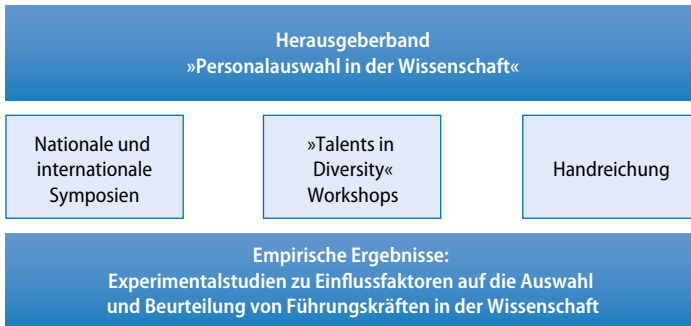 Herausgeberband
»Personalauswahl in der Wissenschaft«
Nationale und
internationale
Symposien
»Talents in
Diversity«
Workshops
Handreichung
Empirische Ergebnisse:
Experimentalstudien zu Einflussfaktoren auf die Auswahl
und Beurteilung von Führungskräften in der Wissenschaft